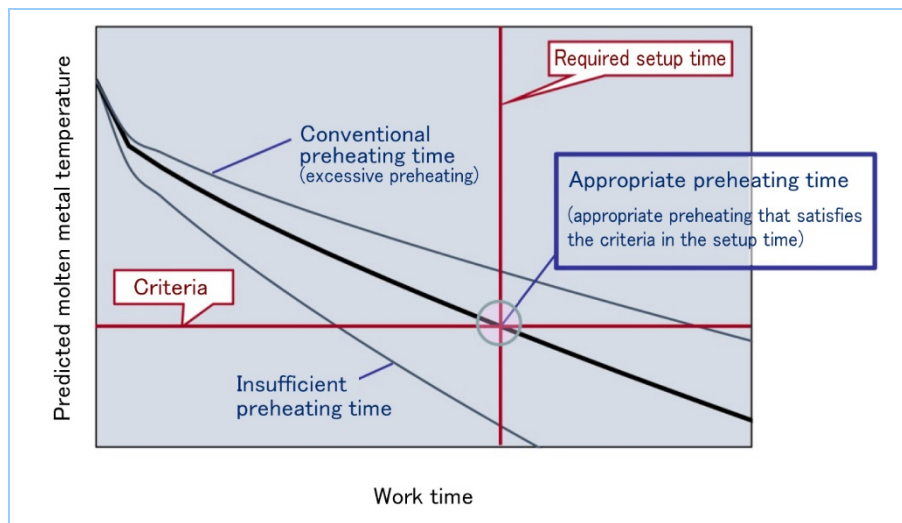 Predicted molten metal temperature
Required setup time
Conventional
preheating time
(excessive preheating)
Appropriate preheating time
(appropriate preheating that satisfies
the criteria in the setup time)
Criteria
Insufficient
preheating time
Work time